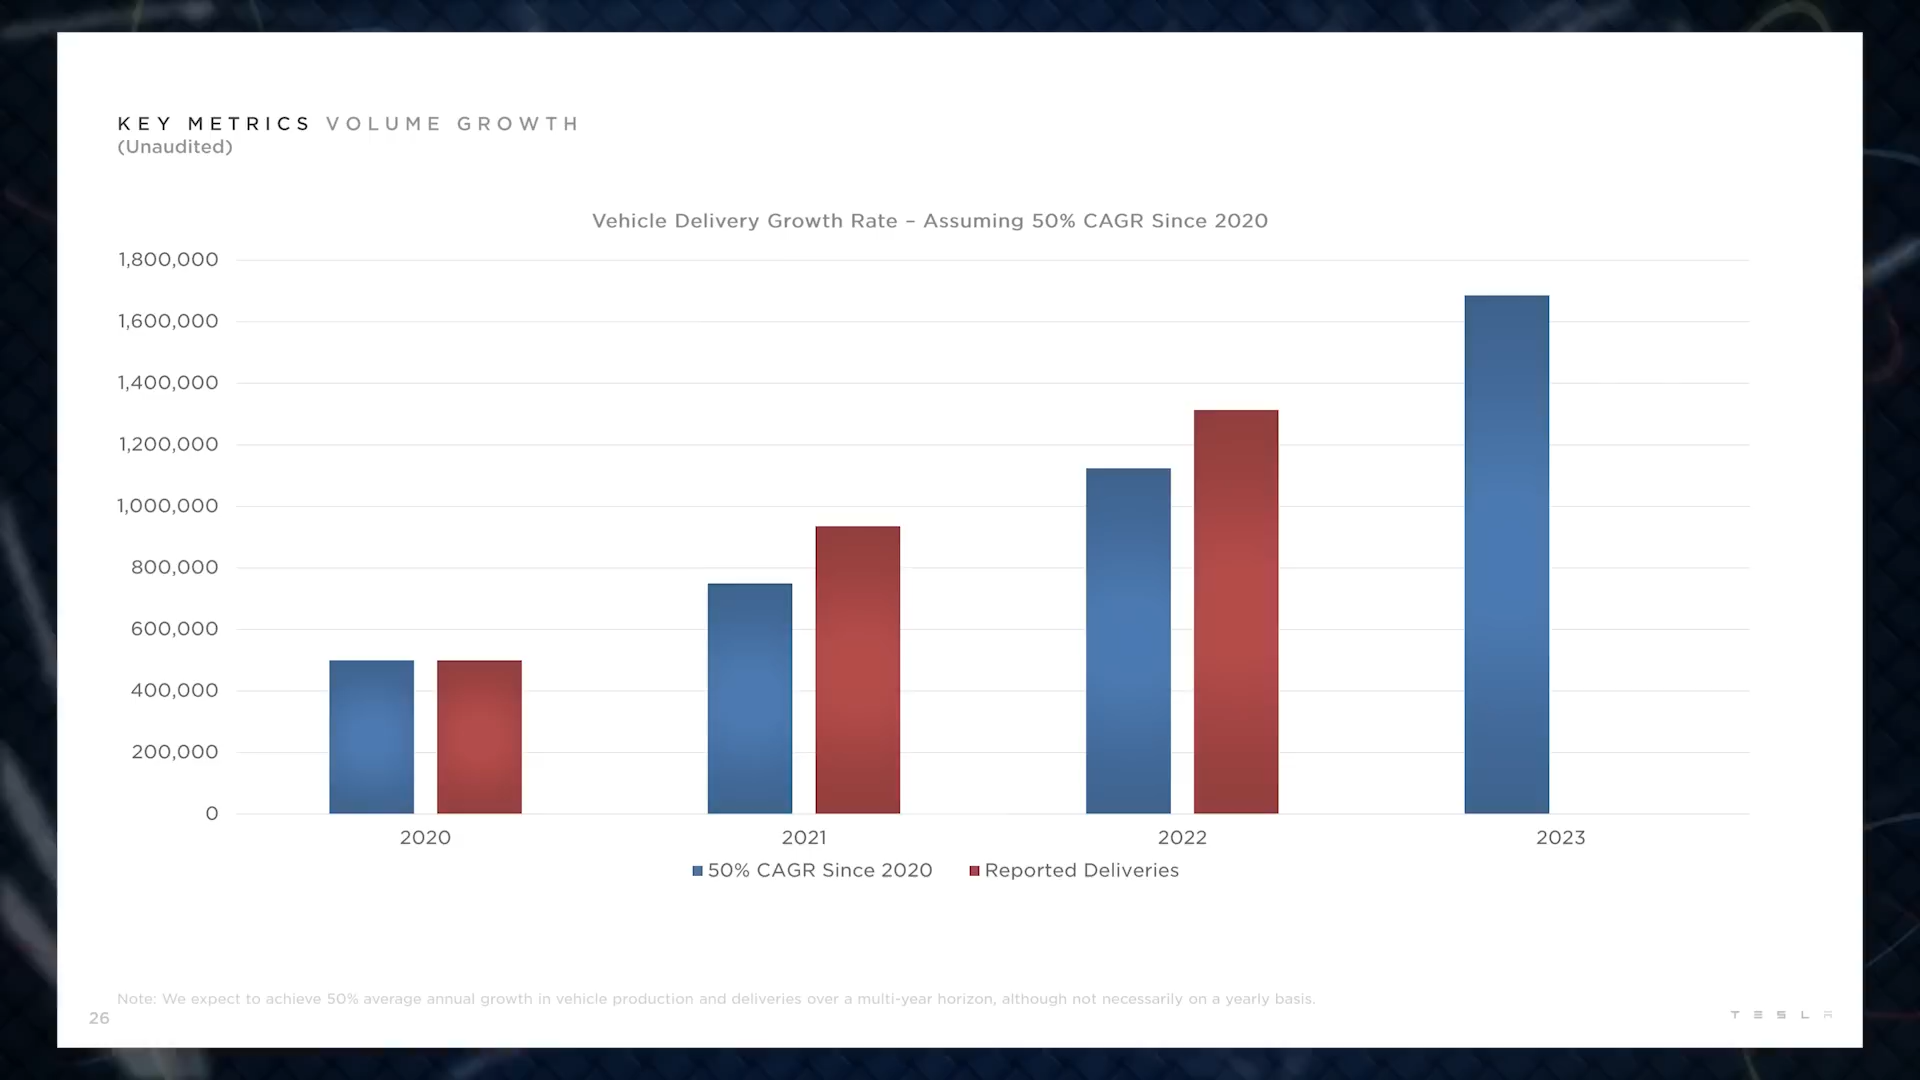 KEY METRICS VOLUME GROWTH
(Unaudited)
Vehicle Delivery Growth Rate – Assuming 50% CAGR Since 2020
1,800,000
1,600,000
1,400,000
1,200,000
1,000,000
800,000
600,000
400,000
200,000
0
2020 2021 2022 2023
50% CAGR Since 2020 Reported Deliveries
Note: We expect to achieve 50% average annual growth in vehicle production and deliveries over a multi-year horizon, although not necessarily on a yearly basis.
26
TESLA